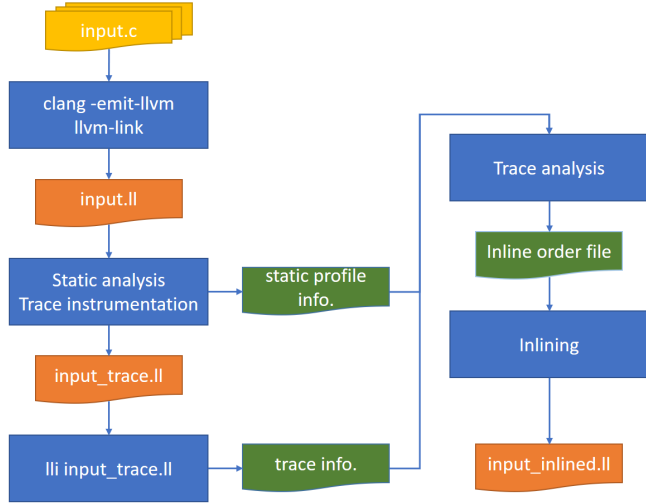 input.c
clang -emit-llvm
llvm-link
input.ll
Static analysis
Trace instrumentation
static profile
info.
input_trace.ll
lli input_trace.ll
trace info.
Trace analysis
Inline order file
Inlining
input_inlined.ll